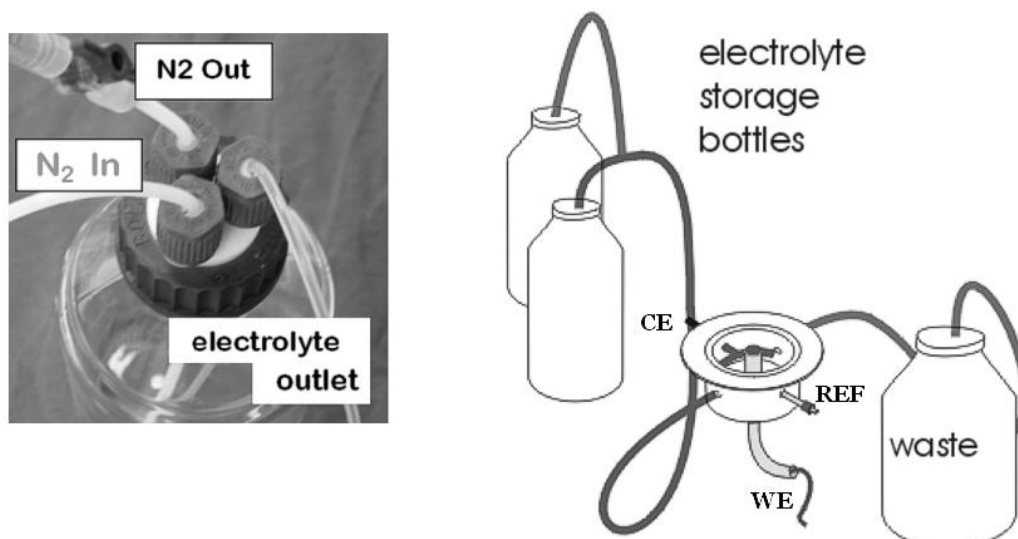 N2 Out
N₂ In
electrolyte
outlet
electrolyte
storage
bottles
CE
REF
WE
waste